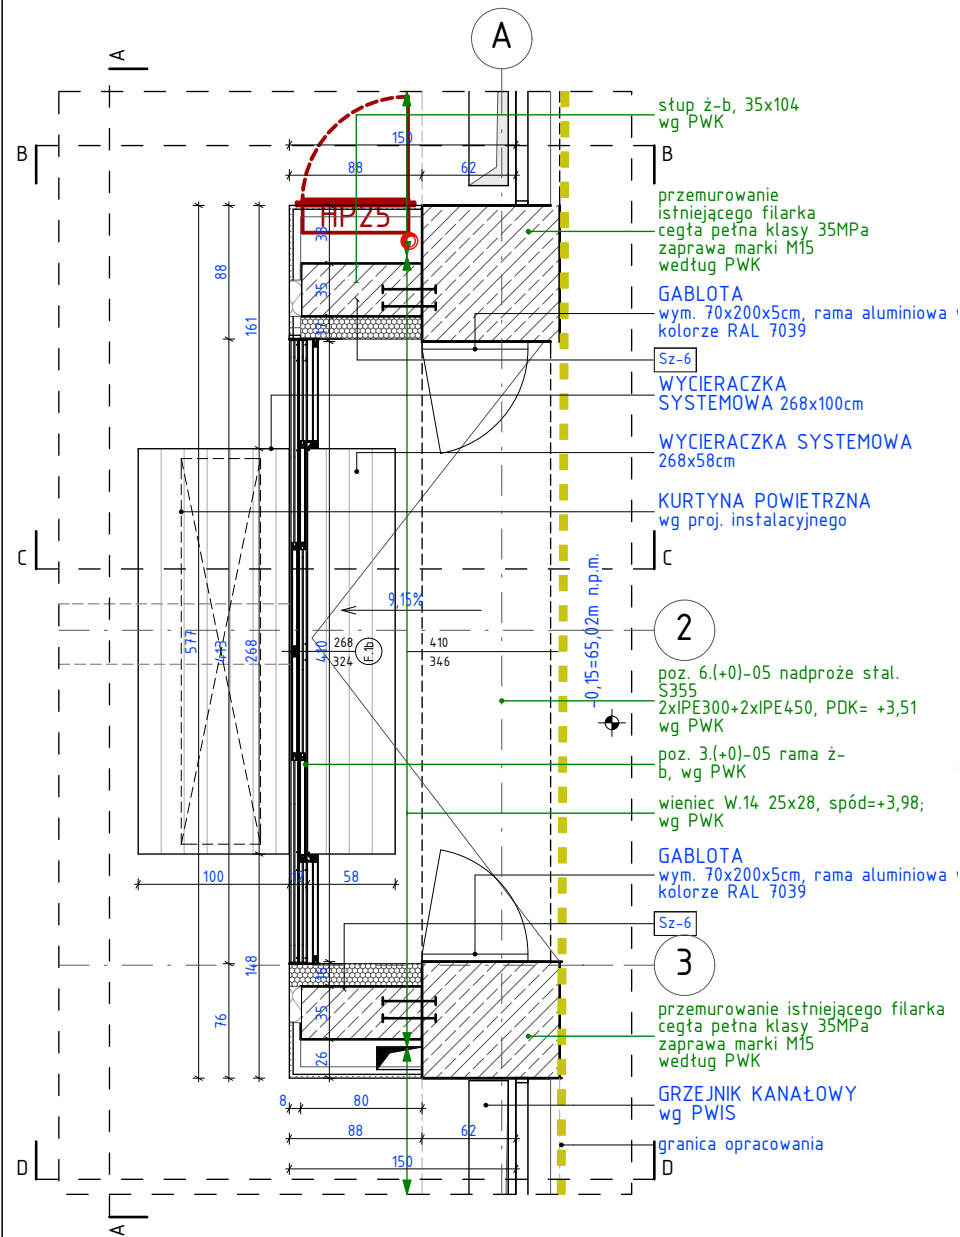 A
A
B
B
słup ż-b, 35x104
wg PWK
150
88
62
HP25
przemurowanie
istniejącego filarka
cegła pełna klasy 35MPa
zaprawa marki M15
według PWK
38
88
35
161
GABLOTA
wym. 70x200x5cm, rama aluminiowa w
kolorze RAL 7039
Sz-6
WYCIERACZKA
SYSTEMOWA 268x100cm
WYCIERACZKA SYSTEMOWA
268x58cm
KURTYNA POWIETRZNA
wg proj. instalacyjnego
C
C
-0,15=65,02m n.p.m.
9,15%
2
577
413
268
410
268
324
F.1b
410
346
poz. 6.(+0)-05 nadproże stal.
S355
2xIPE300+2xIPE450, PDK= +3,51
wg PWK
poz. 3.(+0)-05 rama ż-
b, wg PWK
wieniec W.14 25x28, spód=+3,98;
wg PWK
GABLOTA
wym. 70x200x5cm, rama aluminiowa w
kolorze RAL 7039
100
58
Sz-6
3
148
16
76
35
26
przemurowanie istniejącego filarka
cegła pełna klasy 35MPa
zaprawa marki M15
według PWK
GRZEJNIK KANAŁOWY
wg PWIS
8
80
88
62
150
granica opracowania
D
D
A